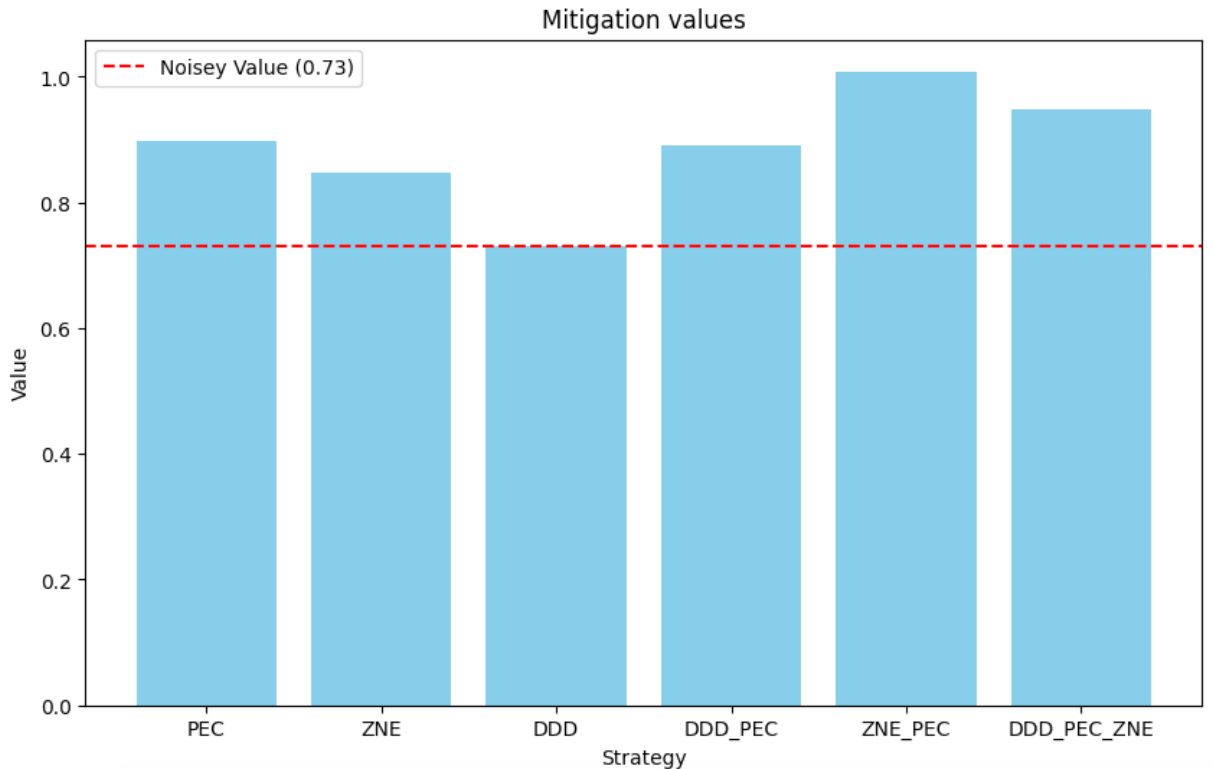 Mitigation values
Noisey Value (0.73)
1.0
0.8
0.6
0.4
0.2
0.0
Value
PEC
ZNE
DDD
DDD_PEC
ZNE_PEC
DDD_PEC_ZNE
Strategy